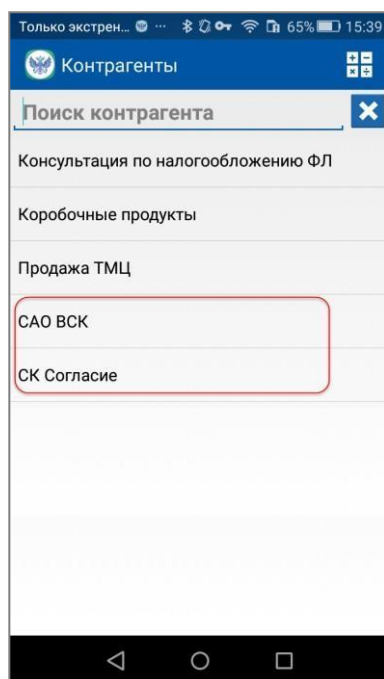 Только экстрен... ... 65% 15:39
Контрагенты
Поиск контрагента
Консультация по налогообложению ФЛ
Коробочные продукты
Продажа ТМЦ
САО ВСК
СК Согласие